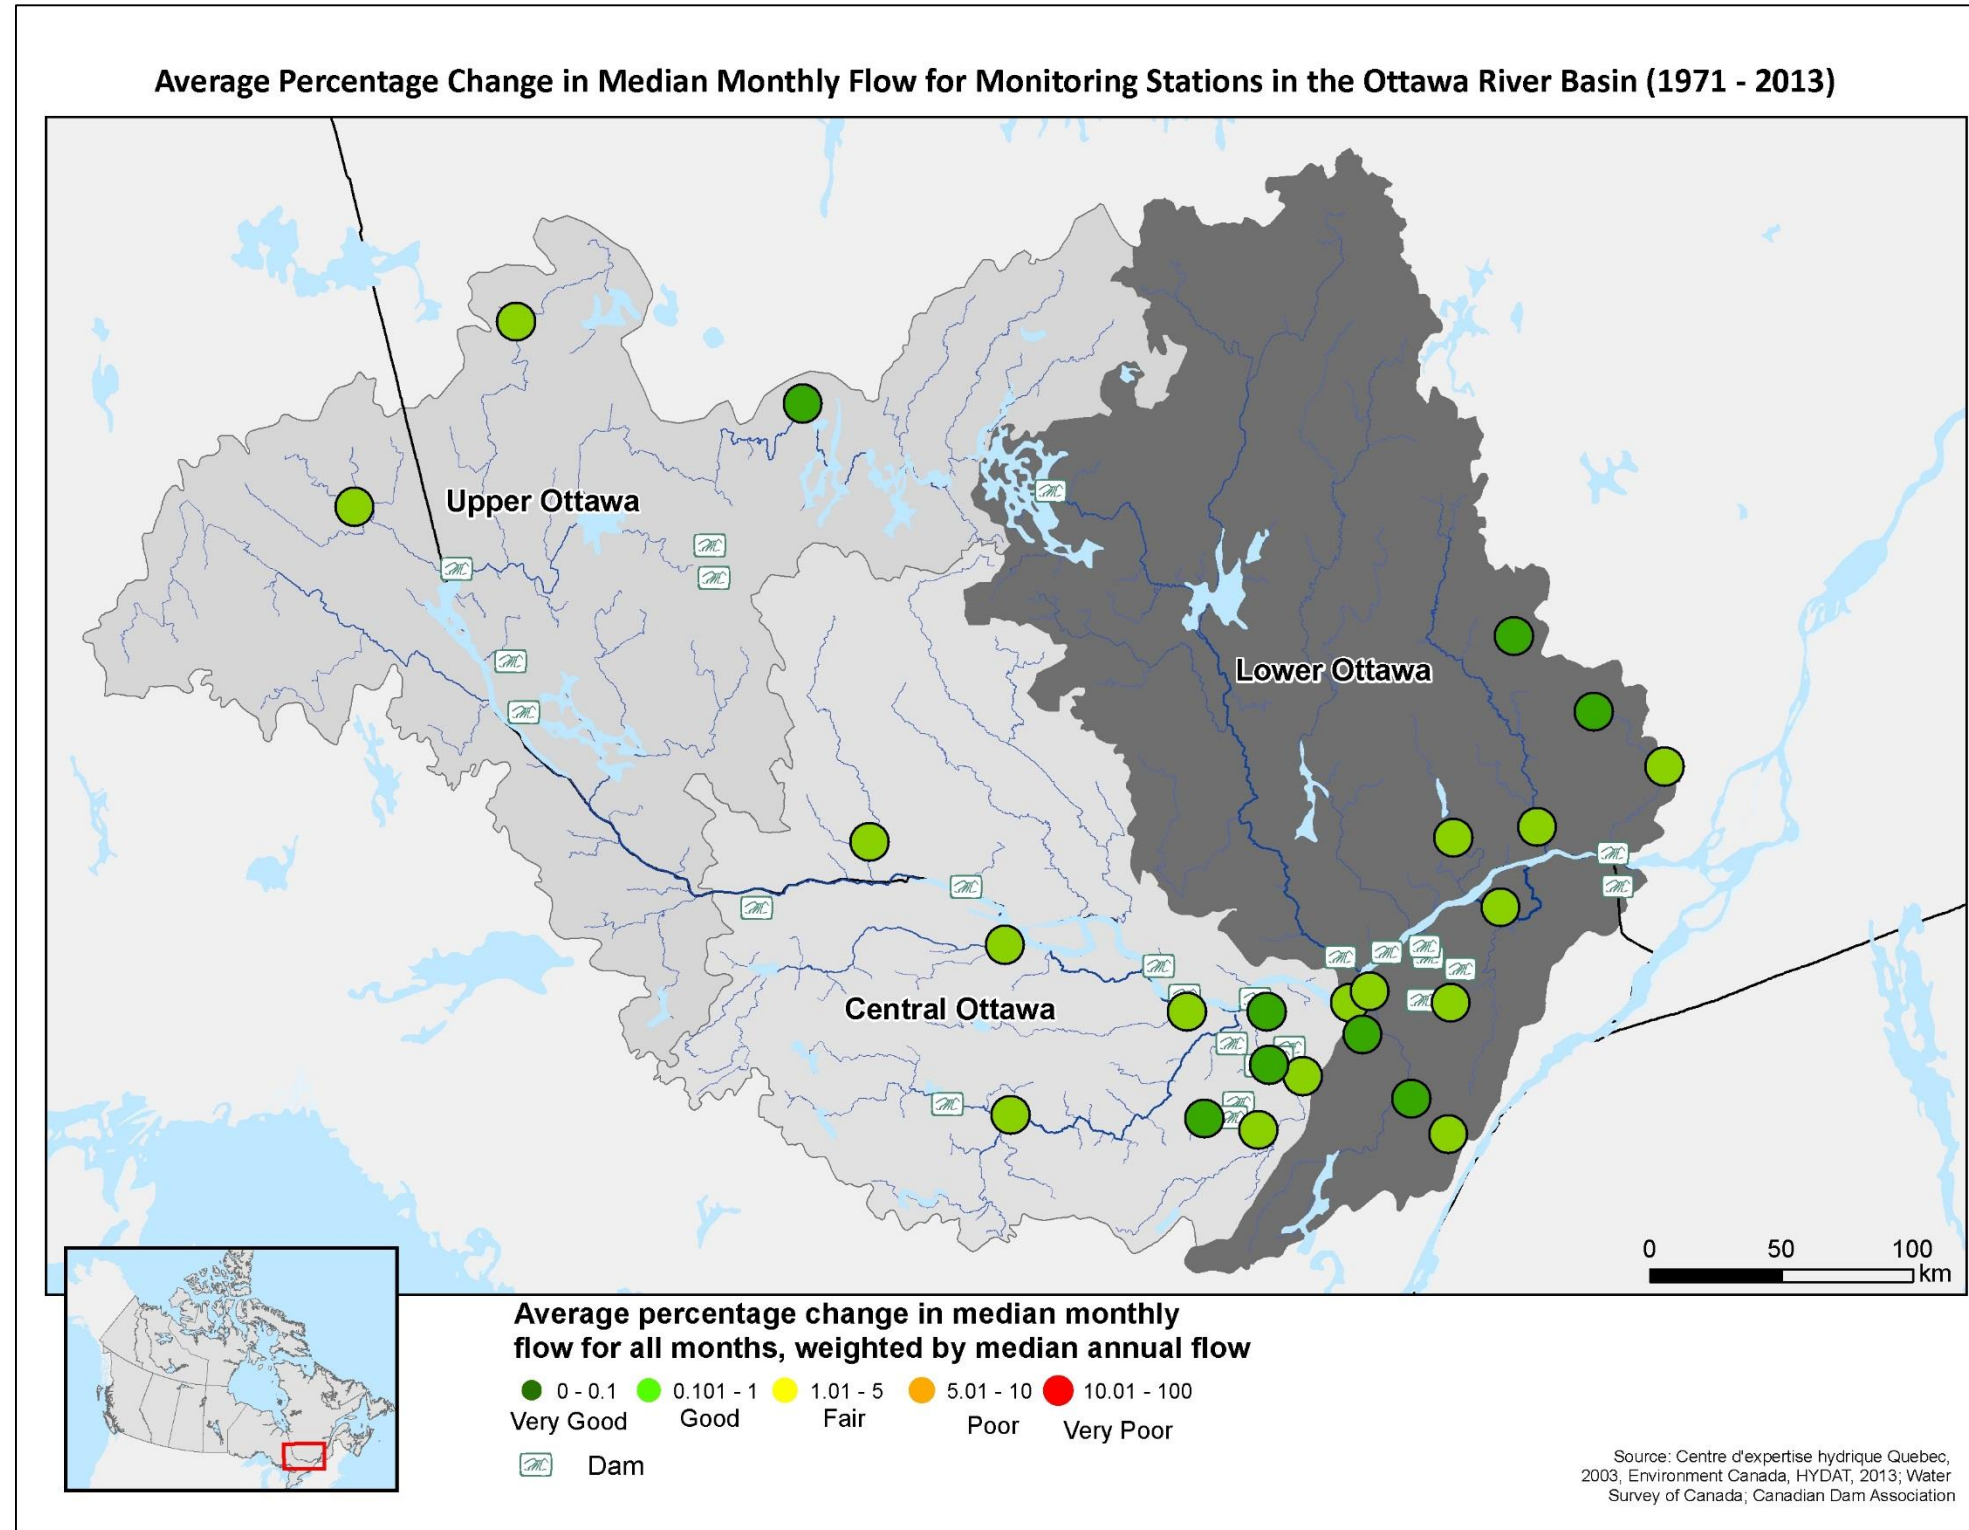 Average Percentage Change in Median Monthly Flow for Monitoring Stations in the Ottawa River Basin (1971 - 2013)
Upper Ottawa
Lower Ottawa
Central Ottawa
0 50 100
km
Average percentage change in median monthly
flow for all months, weighted by median annual flow
0 - 0.1 0.101 - 1 1.01 - 5 5.01 - 10 10.01 - 100
Very Good Good Fair Poor Very Poor
Dam
Source: Centre d'expertise hydrique Quebec,
2003, Environment Canada, HYDAT, 2013; Water
Survey of Canada; Canadian Dam Association